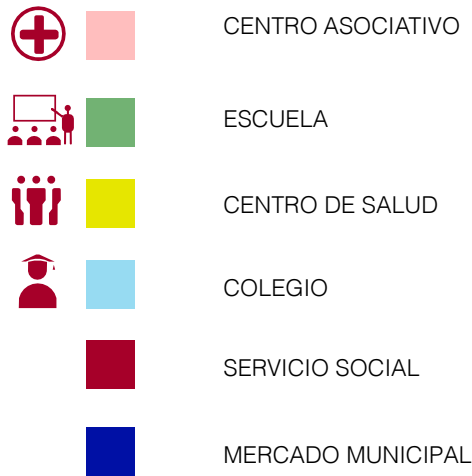 CENTRO ASOCIATIVO
ESCUELA
CENTRO DE SALUD
COLEGIO
SERVICIO SOCIAL
MERCADO MUNICIPAL